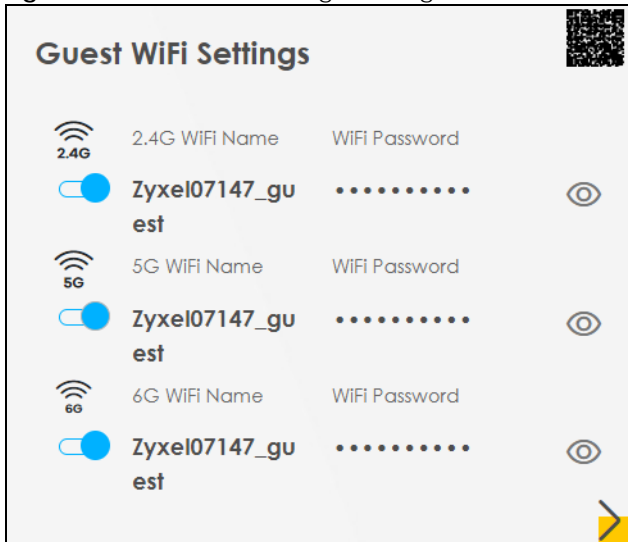 Guest WiFi Settings
2.4G WiFi Name WiFi Password
2.4G
Zyxel07147_gu ••••••••••
est
5G WiFi Name WiFi Password
5G
Zyxel07147_gu ••••••••••
est
6G WiFi Name WiFi Password
6G
Zyxel07147_gu ••••••••••
est